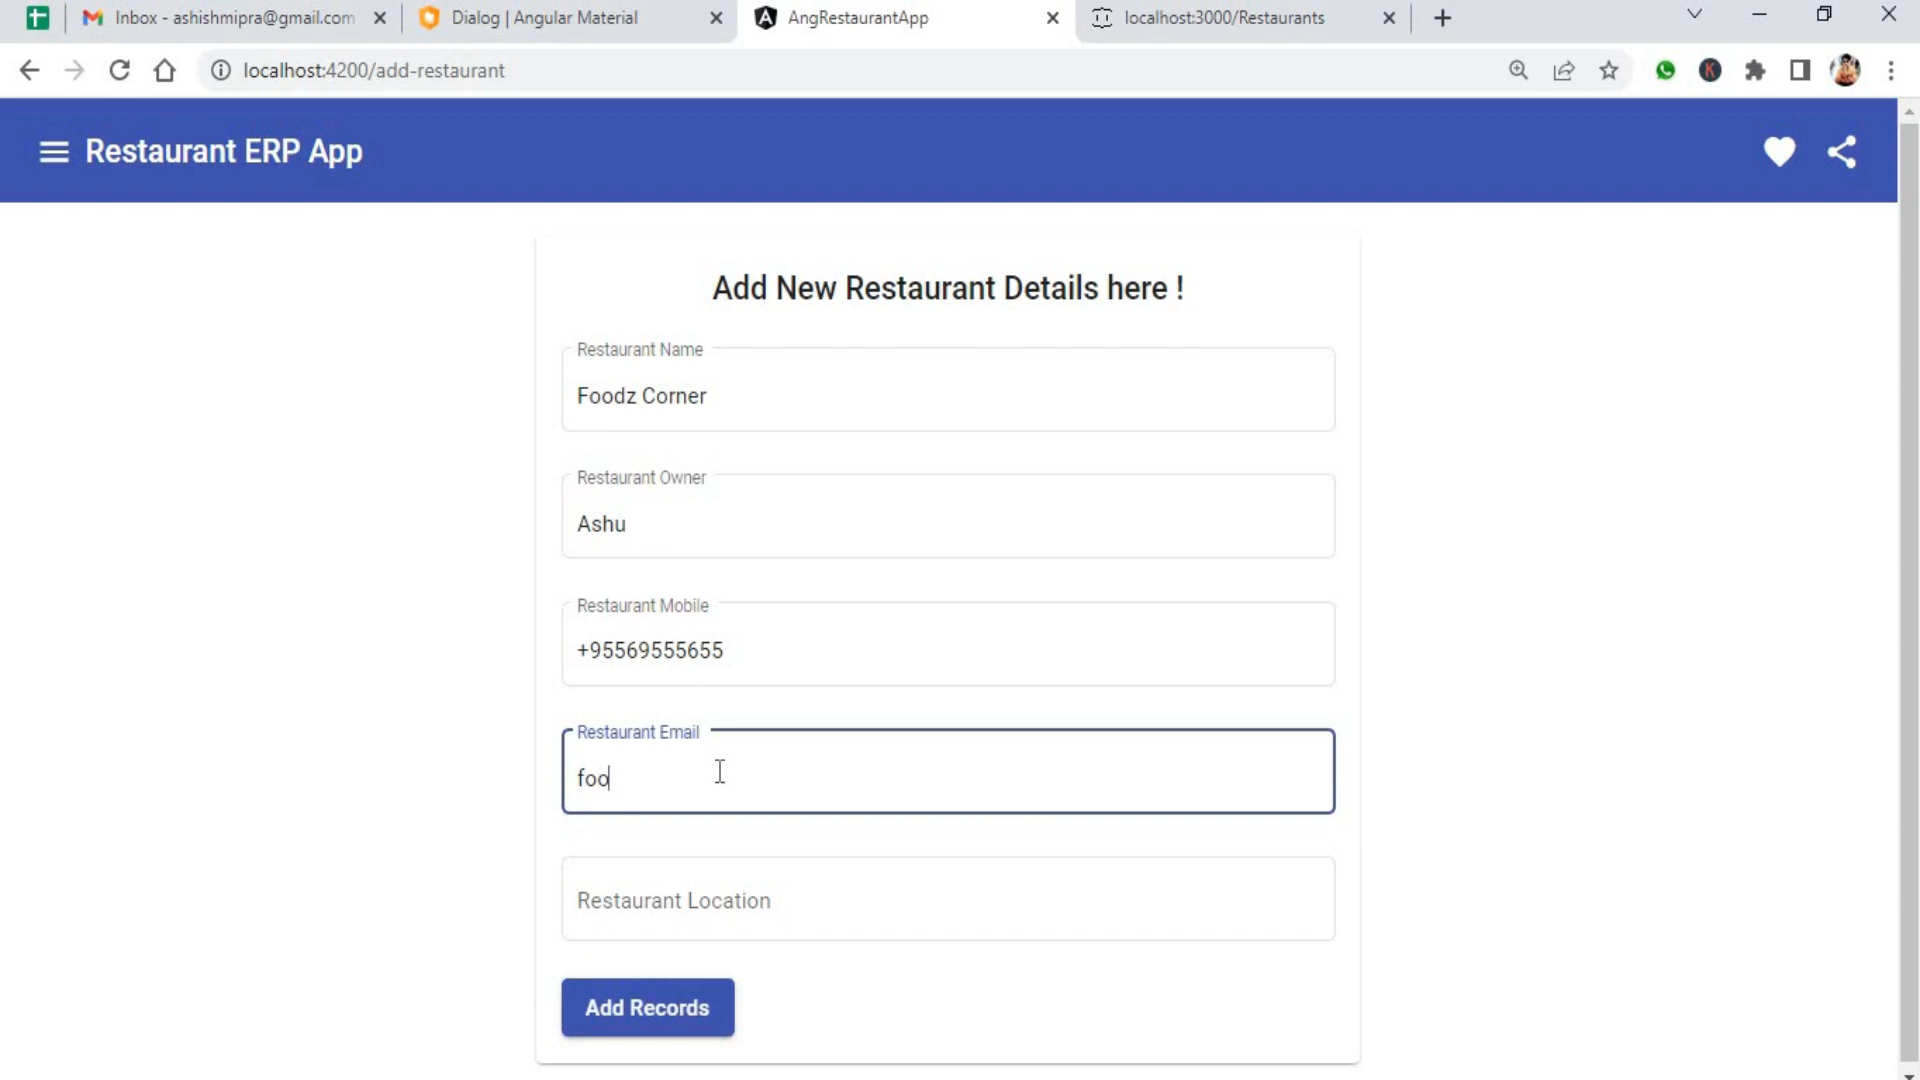 Inbox - ashishmipra@gmail.com
Dialog | Angular Material
AngRestaurantApp
localhost:3000/Restaurants
localhost:4200/add-restaurant
K
Restaurant ERP App
Add New Restaurant Details here !
Restaurant Name
Foodz Corner
Restaurant Owner
Ashu
Restaurant Mobile
+95569555655
Restaurant Email
foo
Restaurant Location
Add Records